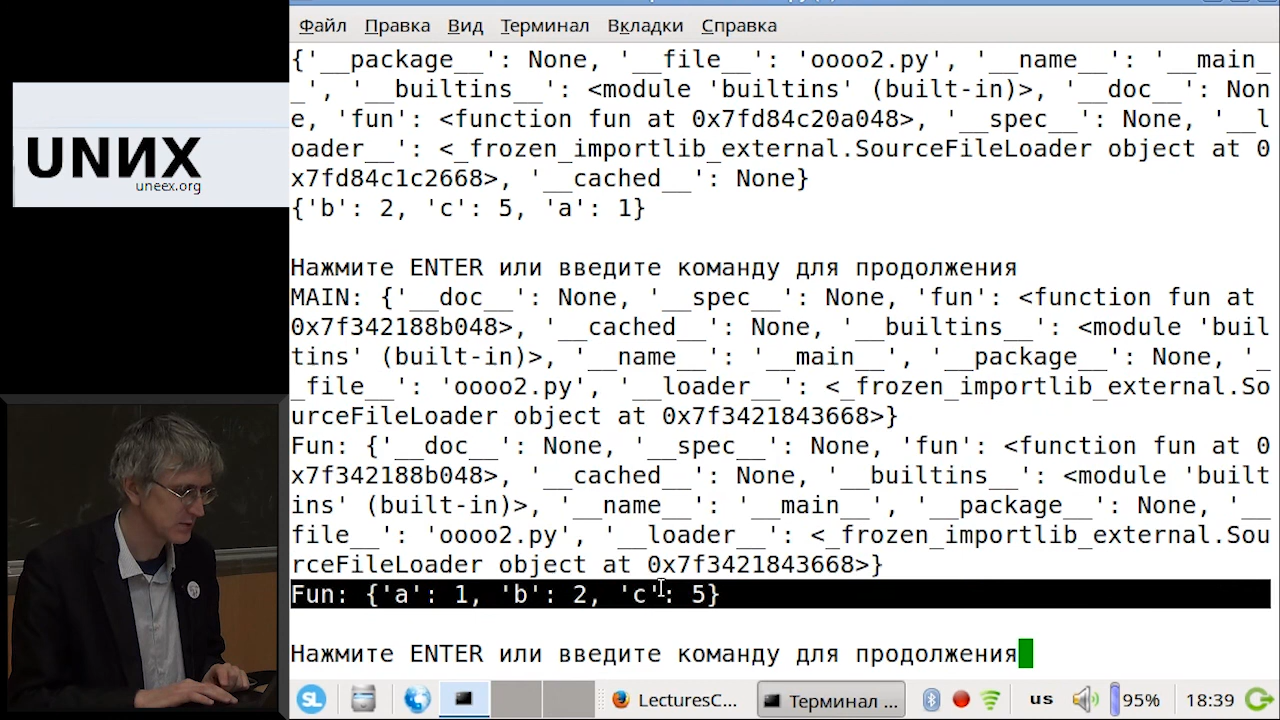 UNИX
uneex.org
Файл Правка Вид Терминал Вкладки Справка
{'__package__': None, '__file__': 'oooo2.py', '__name__': '__main_
_', '__builtins__': <module 'builtins' (built-in)>, '__doc__': Non
e, 'fun': <function fun at 0x7fd84c20a048>, '__spec__': None, '__l
oader__': <_frozen_importlib_external.SourceFileLoader object at 0
x7fd84c1c2668>, '__cached__': None}
{'b': 2, 'c': 5, 'a': 1}
Нажмите ENTER или введите команду для продолжения
MAIN: {'__doc__': None, '__spec__': None, 'fun': <function fun at
0x7f342188b048>, '__cached__': None, '__builtins__': <module 'buil
tins' (built-in)>, '__name__': '__main__', '__package__': None, '_
_file__': 'oooo2.py', '__loader__': <_frozen_importlib_external.So
urceFileLoader object at 0x7f3421843668>}
Fun: {'__doc__': None, '__spec__': None, 'fun': <function fun at 0
x7f342188b048>, '__cached__': None, '__builtins__': <module 'built
ins' (built-in)>, '__name__': '__main__', '__package__': None, '__
file__': 'oooo2.py', '__loader__': <_frozen_importlib_external.Sou
rceFileLoader object at 0x7f3421843668>}
Fun: {'a': 1, 'b': 2, 'c': 5}
Нажмите ENTER или введите команду для продолжения
SL LecturesC... Терминал ... us 95% 18:39